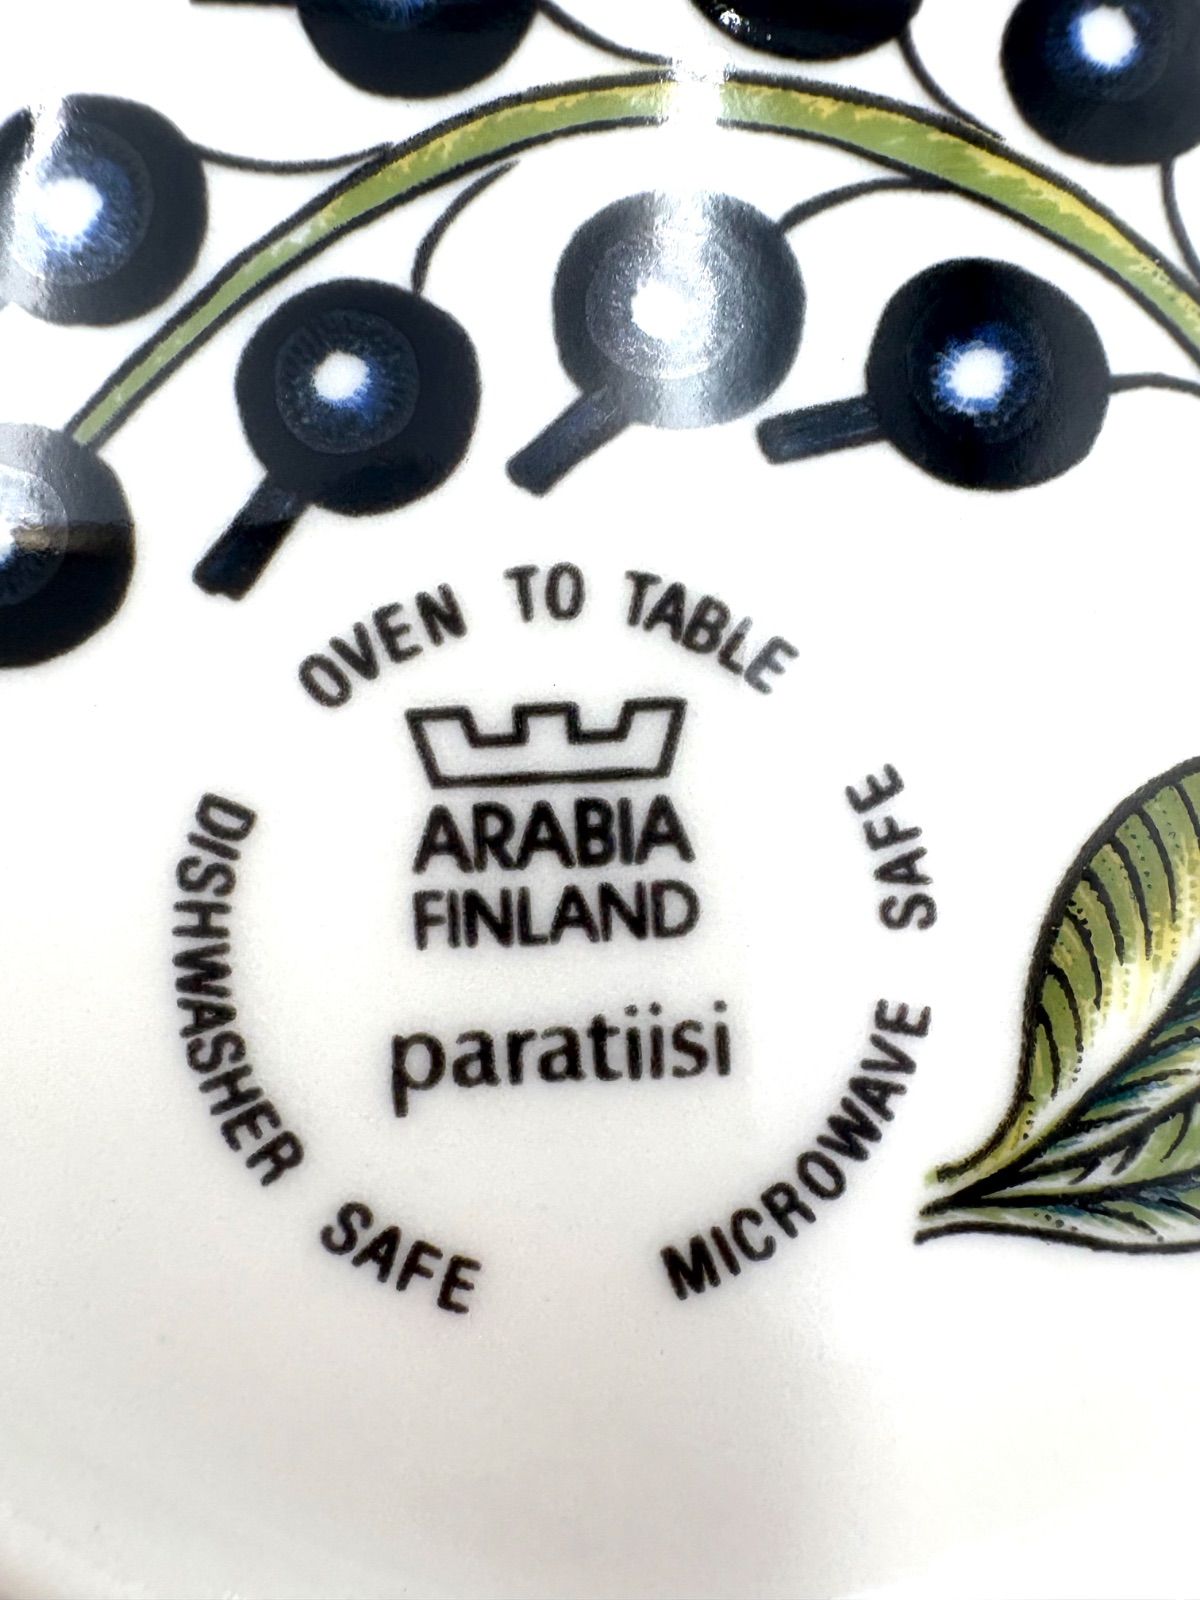 OVEN TO TABLE
ARABIA
FINLAND
paratiisi
DISHWASHER SAFE
MICROWAVE SAFE